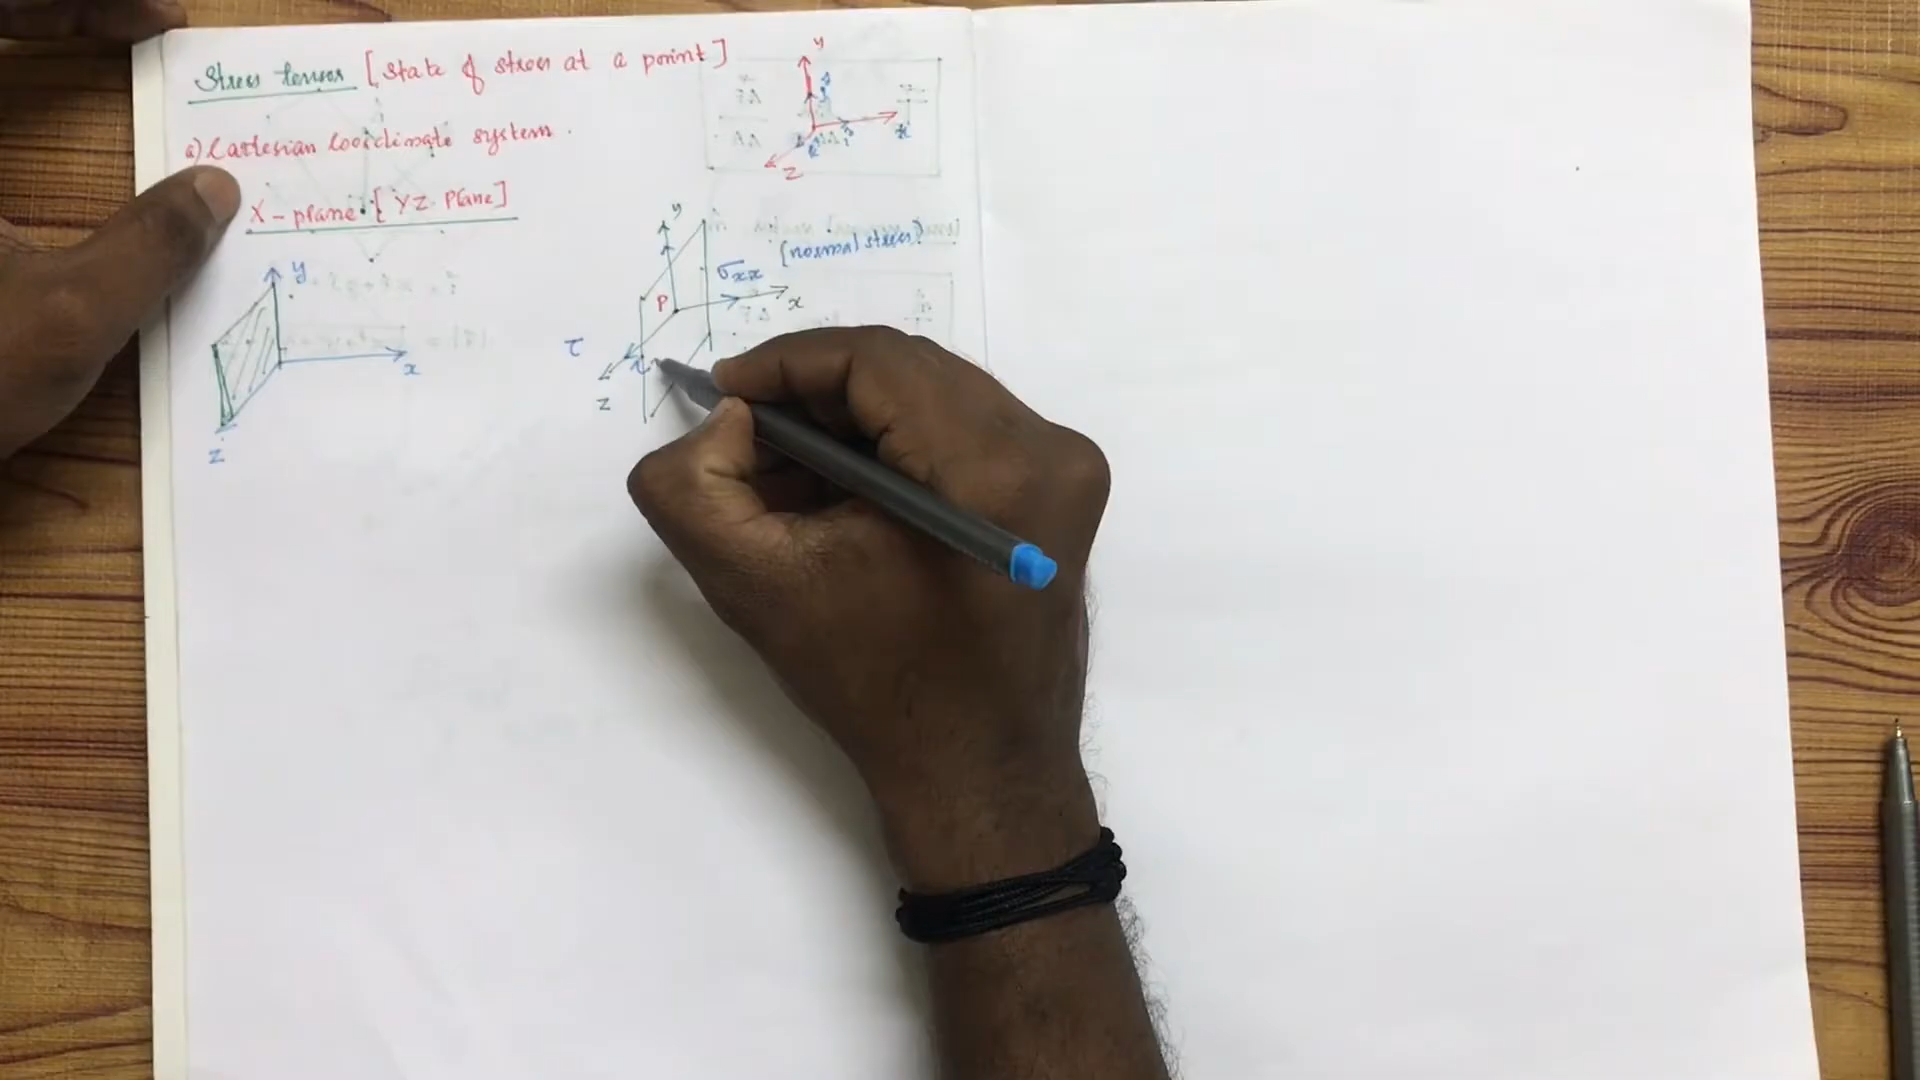 Stress tensor [State of stress at a point]
a) Cartesian coordinate system.
X-plane [YZ Plane]
y
x
z
y
x
z
y
σxx [normal stress]
P
x
τ
z